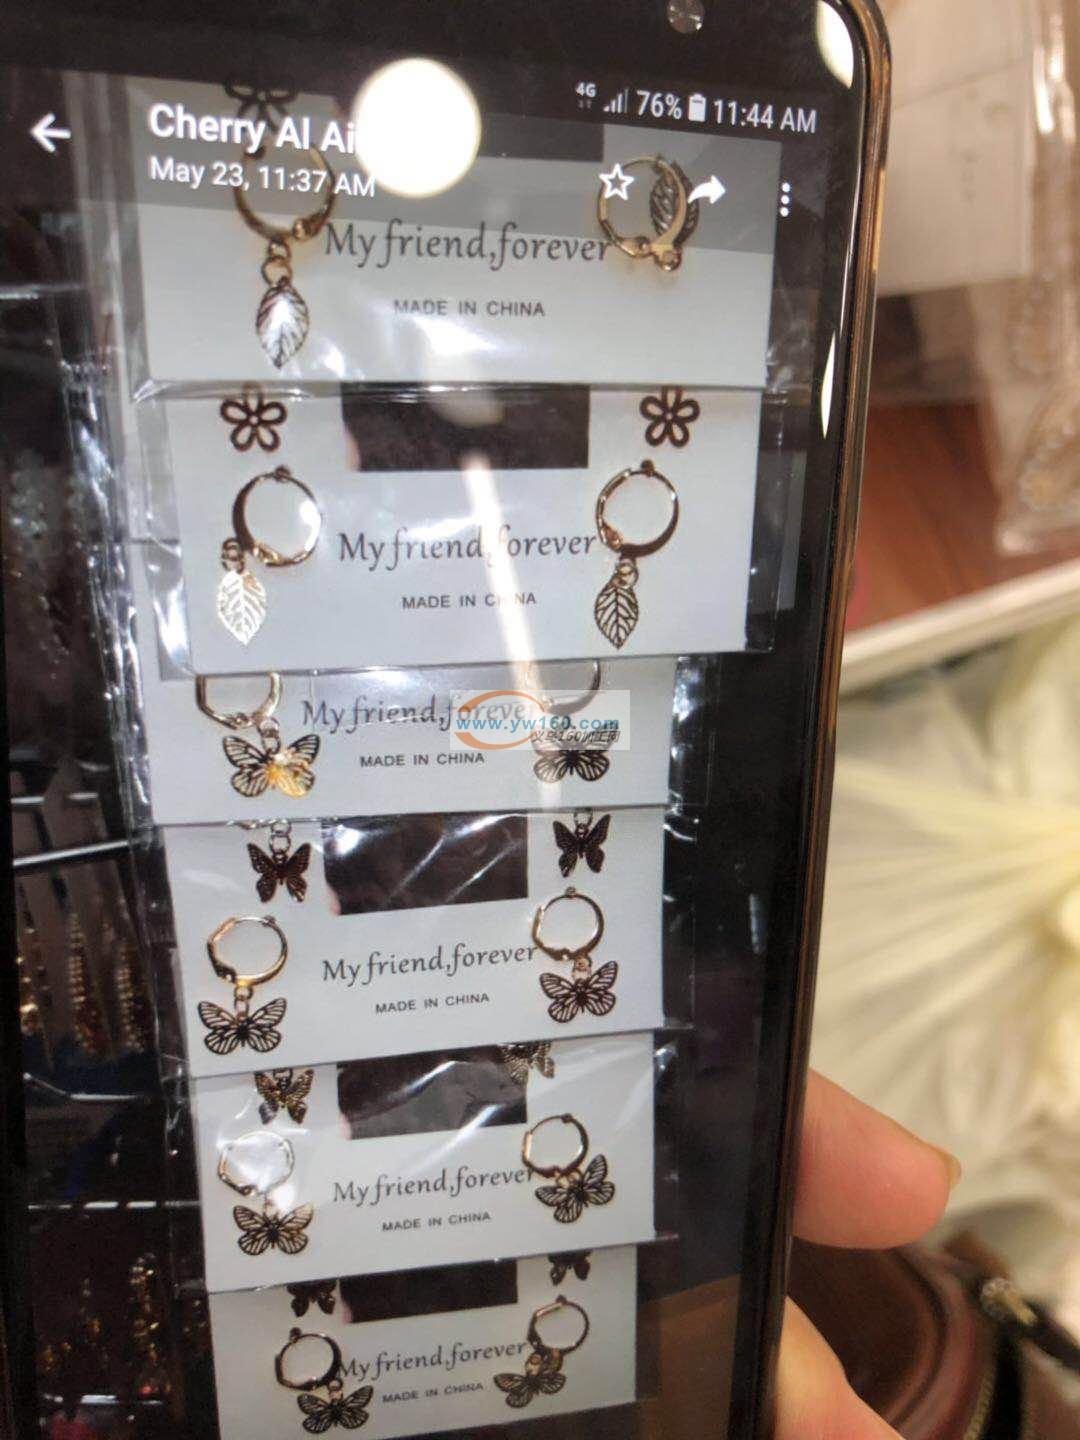 4G 76% 11:44 AM
Cherry Al Ai
May 23, 11:37 AM
My friend,forever
MADE IN CHINA
My friend,forever
MADE IN CHINA
My friend,foreve
www.yw160.com
MADE IN CHINA
My friend,forever
MADE IN CHINA
My friend,forever
MADE IN CHINA
My friend,forever
MADE IN CHINA